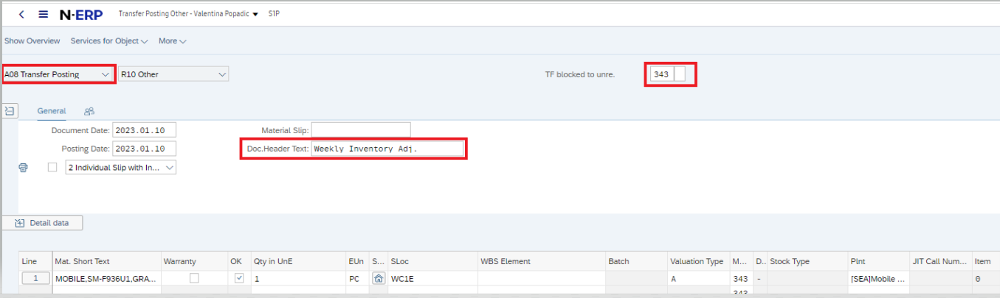 N-ERP Transfer Posting Other - Valentina Popadic S1P
Show Overview Services for Object More
A08 Transfer Posting R10 Other TF blocked to unre. 343
General
Document Date: 2023.01.10 Material Slip:
Posting Date: 2023.01.10 Doc.Header Text: Weekly Inventory Adj.
2 Individual Slip with In...
Detail data
Line Mat. Short Text Warranty OK Qty in UnE EUn S... SLoc WBS Element Batch Valuation Type M... D.. Stock Type Plnt JIT Call Num... Item
1 MOBILE,SM-F936U1,GRA... 1 PC WC1E A 343 - [SEA]Mobile ... 0
343